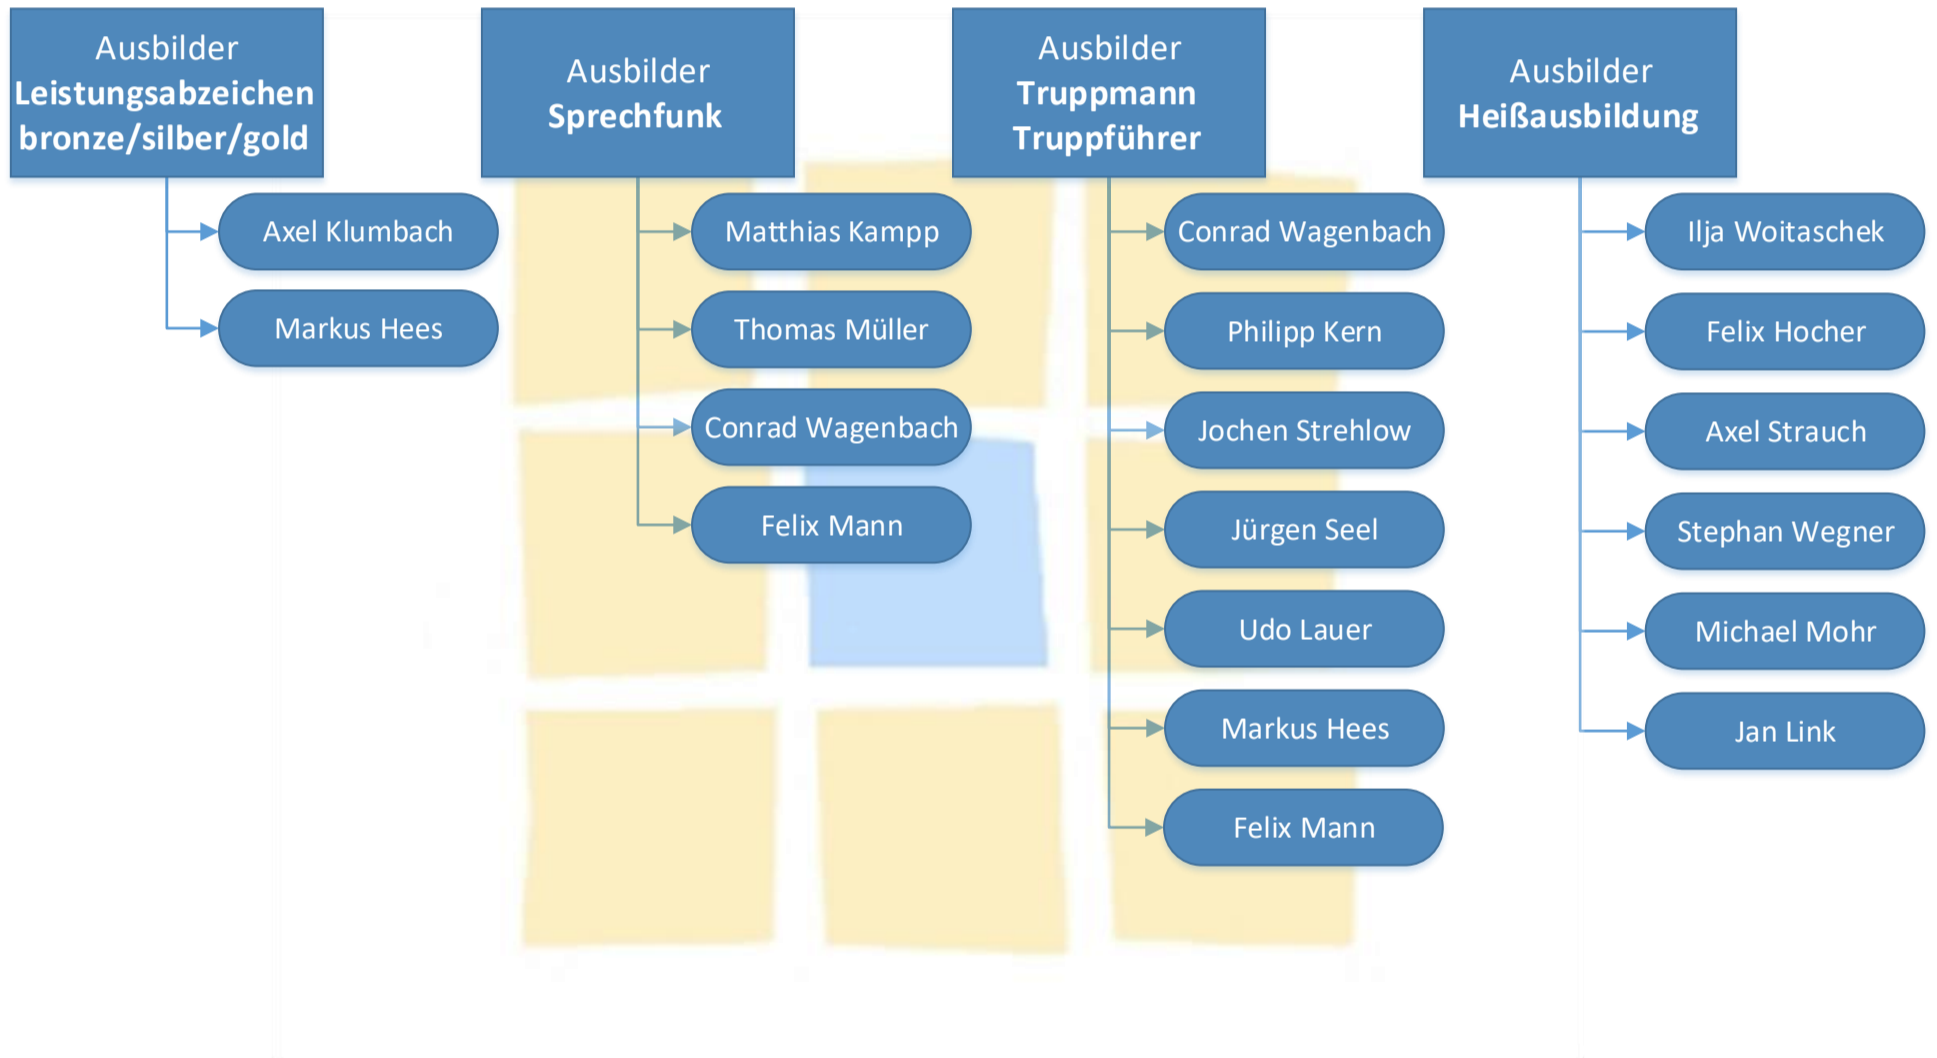 Ausbilder
Leistungsabzeichen
bronze/silber/gold
Axel Klumbach
Markus Hees
Ausbilder
Sprechfunk
Matthias Kampp
Thomas Müller
Conrad Wagenbach
Felix Mann
Ausbilder
Truppmann
Truppführer
Conrad Wagenbach
Philipp Kern
Jochen Strehlow
Jürgen Seel
Udo Lauer
Markus Hees
Felix Mann
Ausbilder
Heißausbildung
Ilja Woitaschek
Felix Hocher
Axel Strauch
Stephan Wegner
Michael Mohr
Jan Link